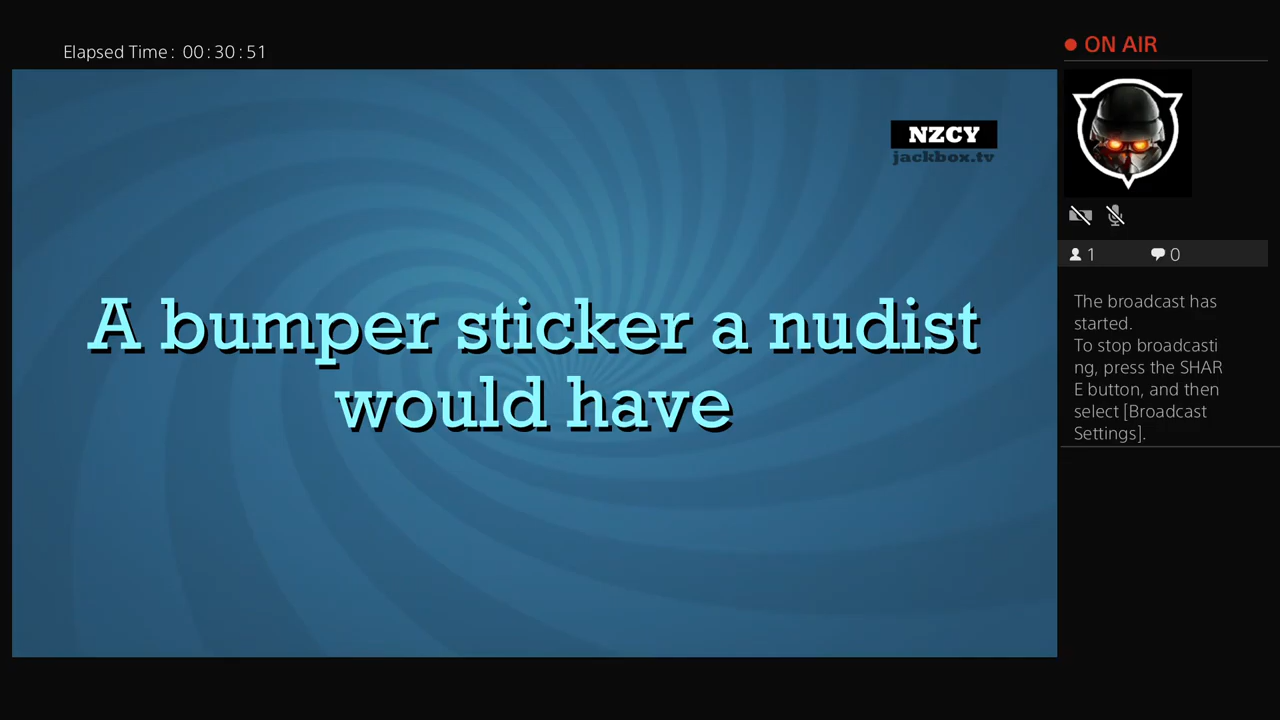 Elapsed Time: 00:30:51
ON AIR
NZCY
jackbox.tv
1
0
A bumper sticker a nudist
would have
The broadcast has
started.
To stop broadcasti
ng, press the SHAR
E button, and then
select [Broadcast
Settings].